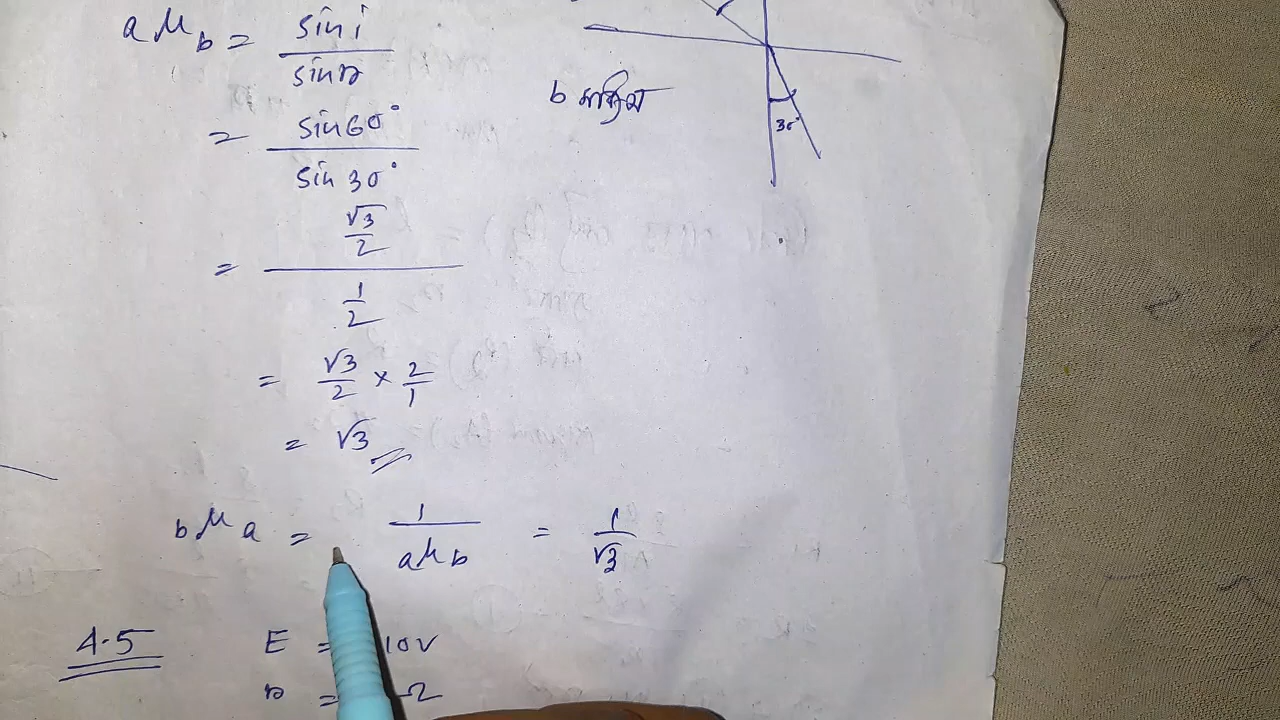 aμb = sin i / sin r
b মাধ্যম
30°
= sin 60° / sin 30°
= √3/2 / 1/2
= √3/2 × 2/1
= √3
bμa = 1 / aμb = 1/√3
4.5 E = 10V
r = Ω